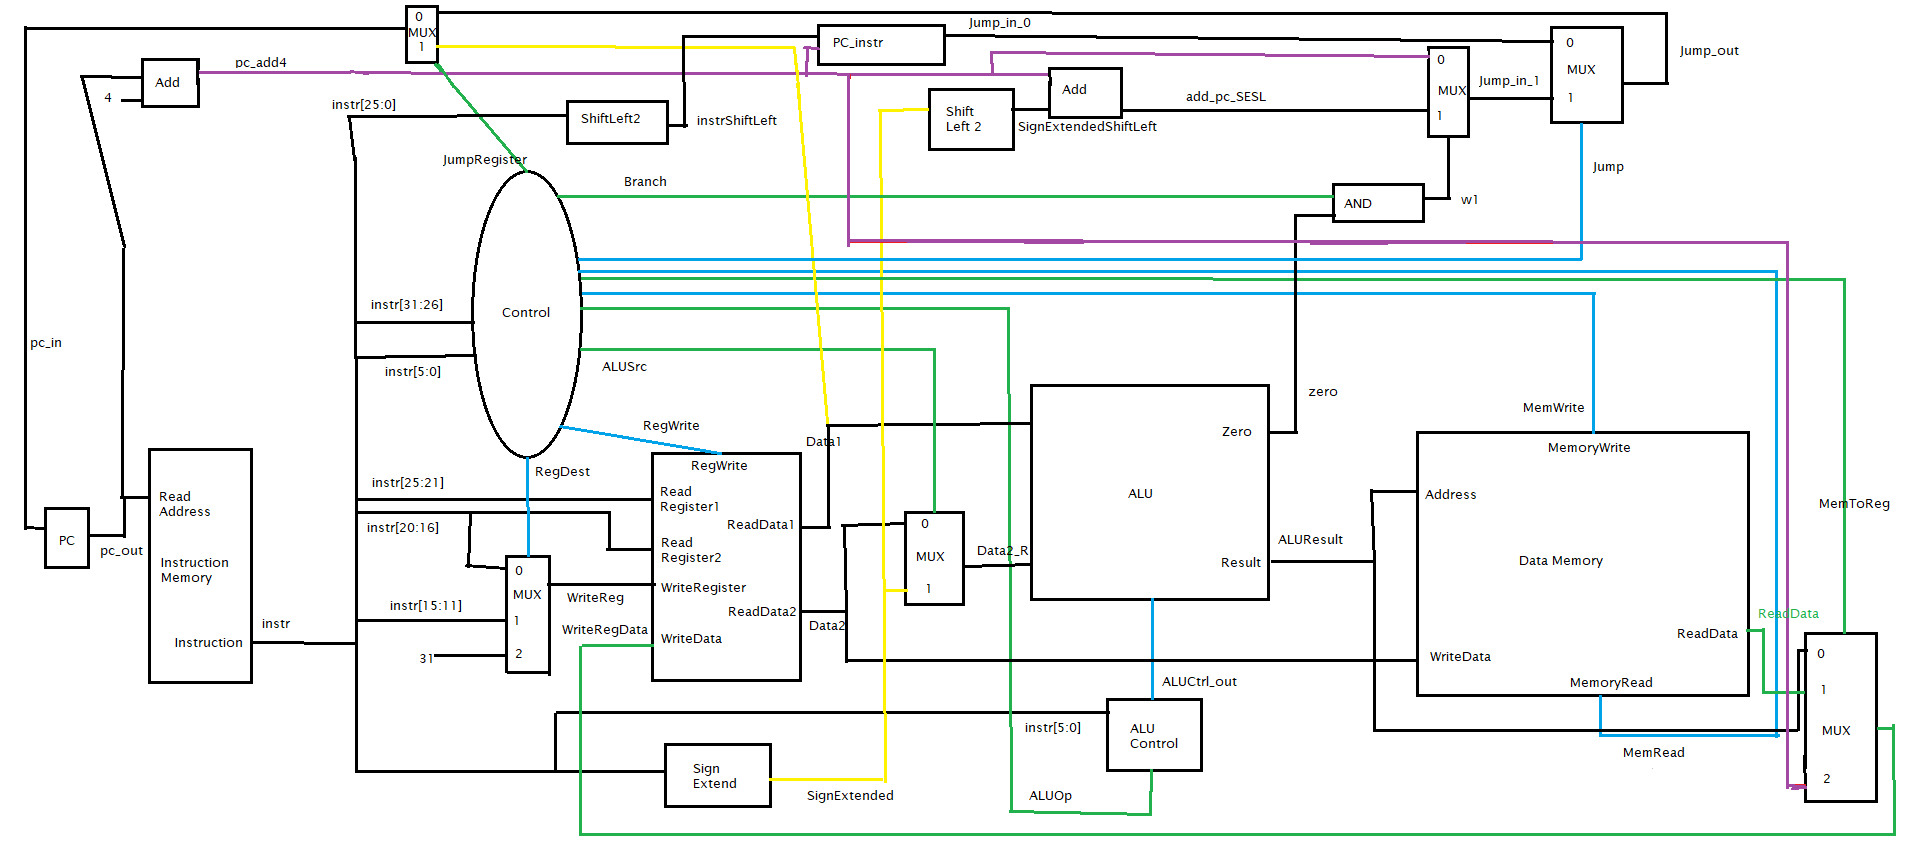 0
MUX
1
Jump_in_0
PC_instr
0
MUX
1
Jump_out
pc_add4
Add
4
0
MUX
1
Jump_in_1
Add
instr[25:0]
ShiftLeft2
instrShiftLeft
Shift
Left 2
add_pc_SESL
SignExtendedShiftLeft
JumpRegister
Branch
Jump
AND
w1
instr[31:26]
Control
pc_in
instr[5:0]
ALUSrc
zero
MemWrite
RegWrite
Data1
Zero
MemoryWrite
RegDest
RegWrite
instr[25:21]
Read
Register1
Read
Address
ALU
Address
MemToReg
instr[20:16]
ReadData1
0
MUX
1
Data2_R
PC
pc_out
Read
Register2
ALUResult
Result
Data Memory
Instruction
Memory
0
MUX
1
2
WriteReg
WriteRegister
instr[15:11]
ReadData2
ReadData
Data2
instr
WriteRegData
WriteData
Instruction
31
ReadData
WriteData
0
1
MUX
2
MemoryRead
ALUCtrl_out
instr[5:0]
ALU
Control
MemRead
Sign
Extend
SignExtended
ALUOp